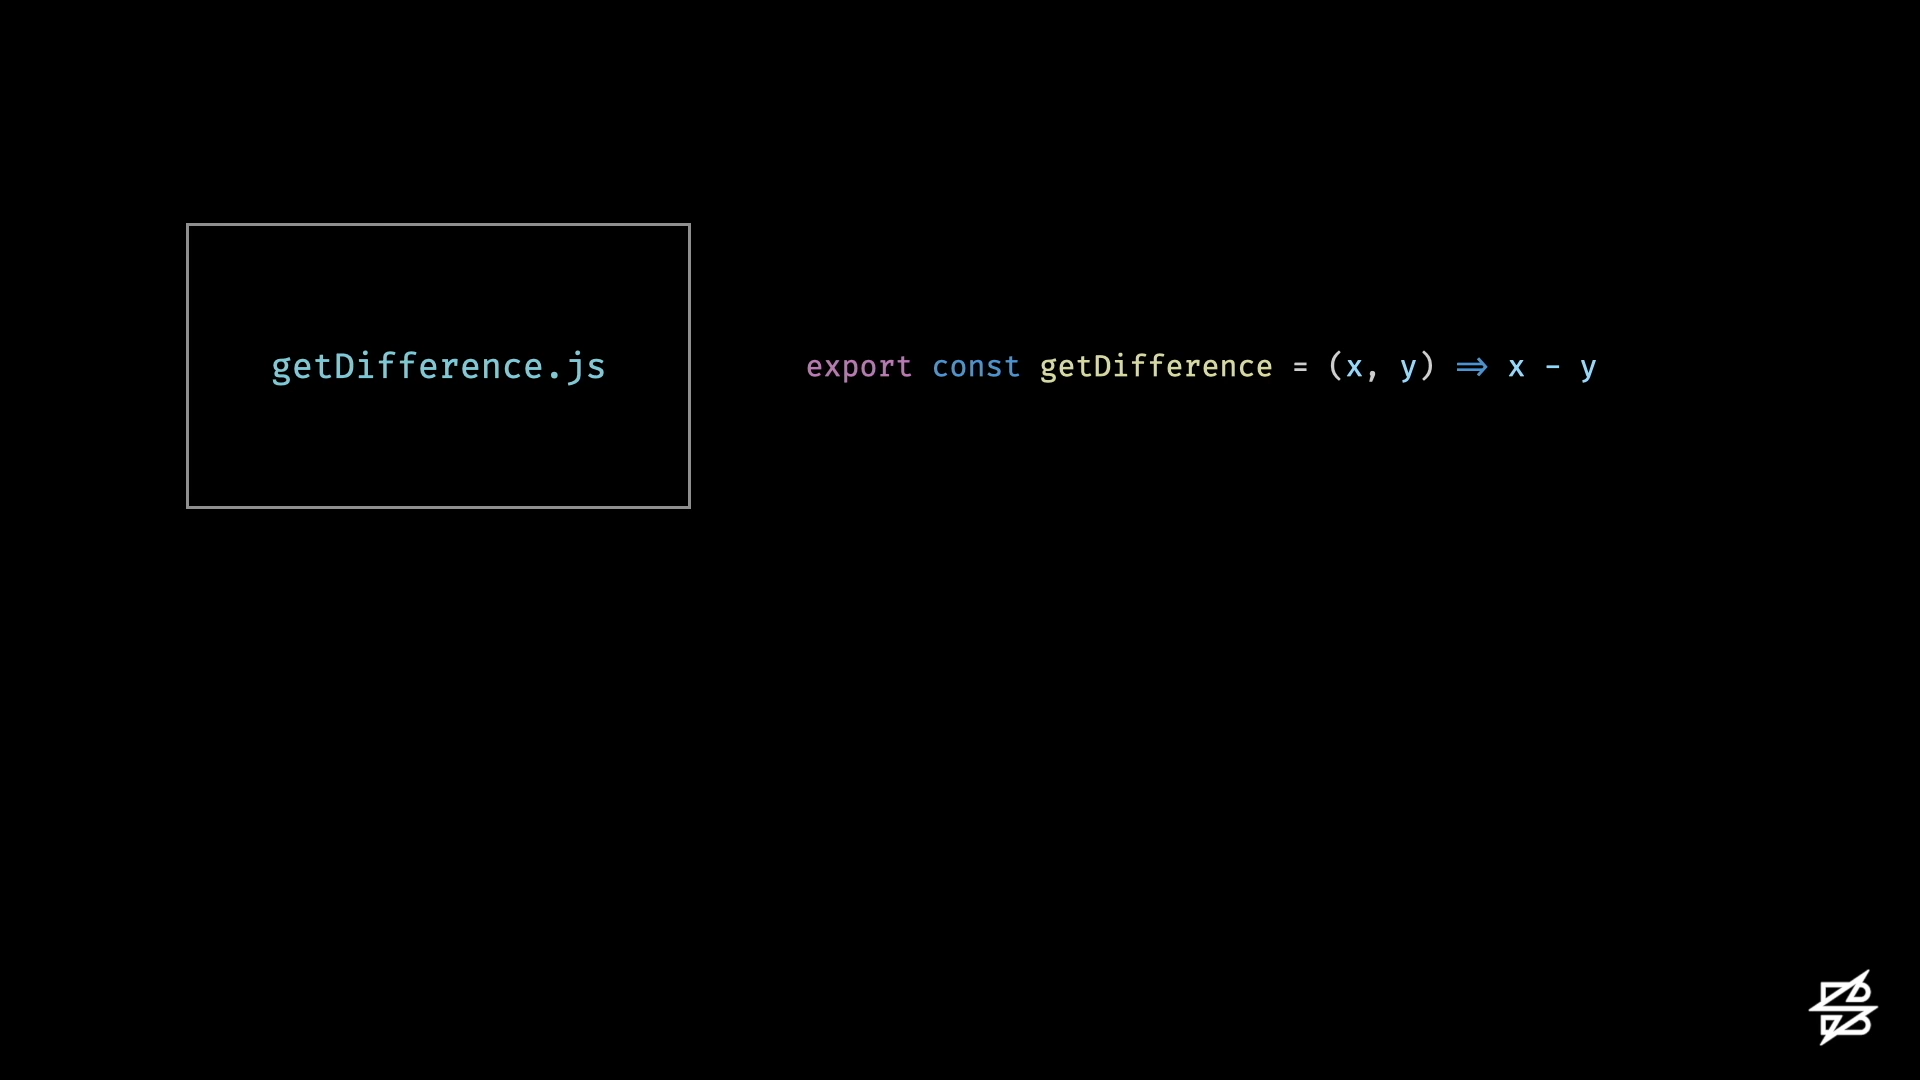 getDifference.js
export const getDifference = (x, y) => x - y